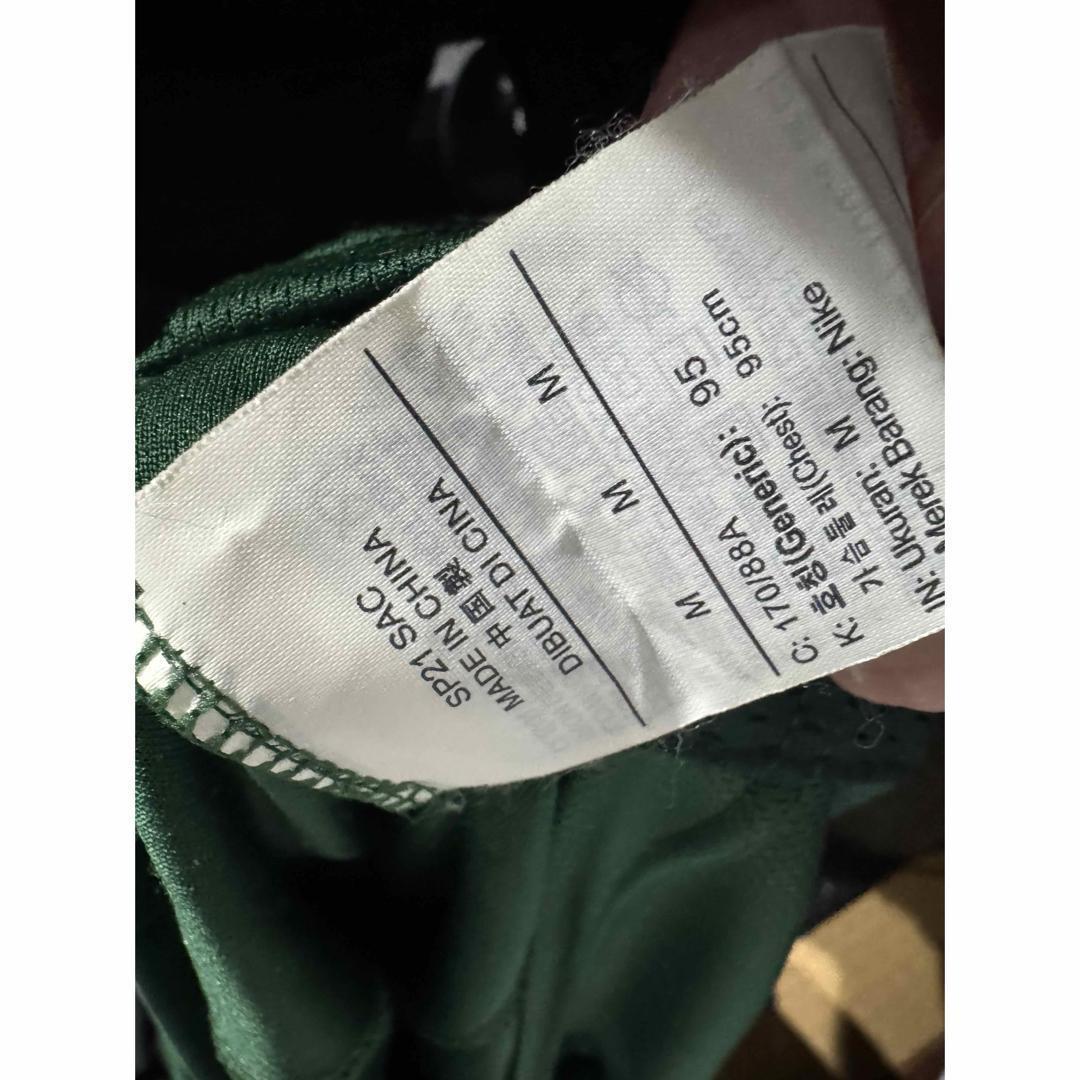 SP21 SAC
MADE IN CHINA
中国製
DIBUAT DI CINA
M M M
C: 170/88A
K: 호칭(Generic): 95
가슴둘레(Chest): 95cm
IN: Ukuran: M
Merek Barang: Nike